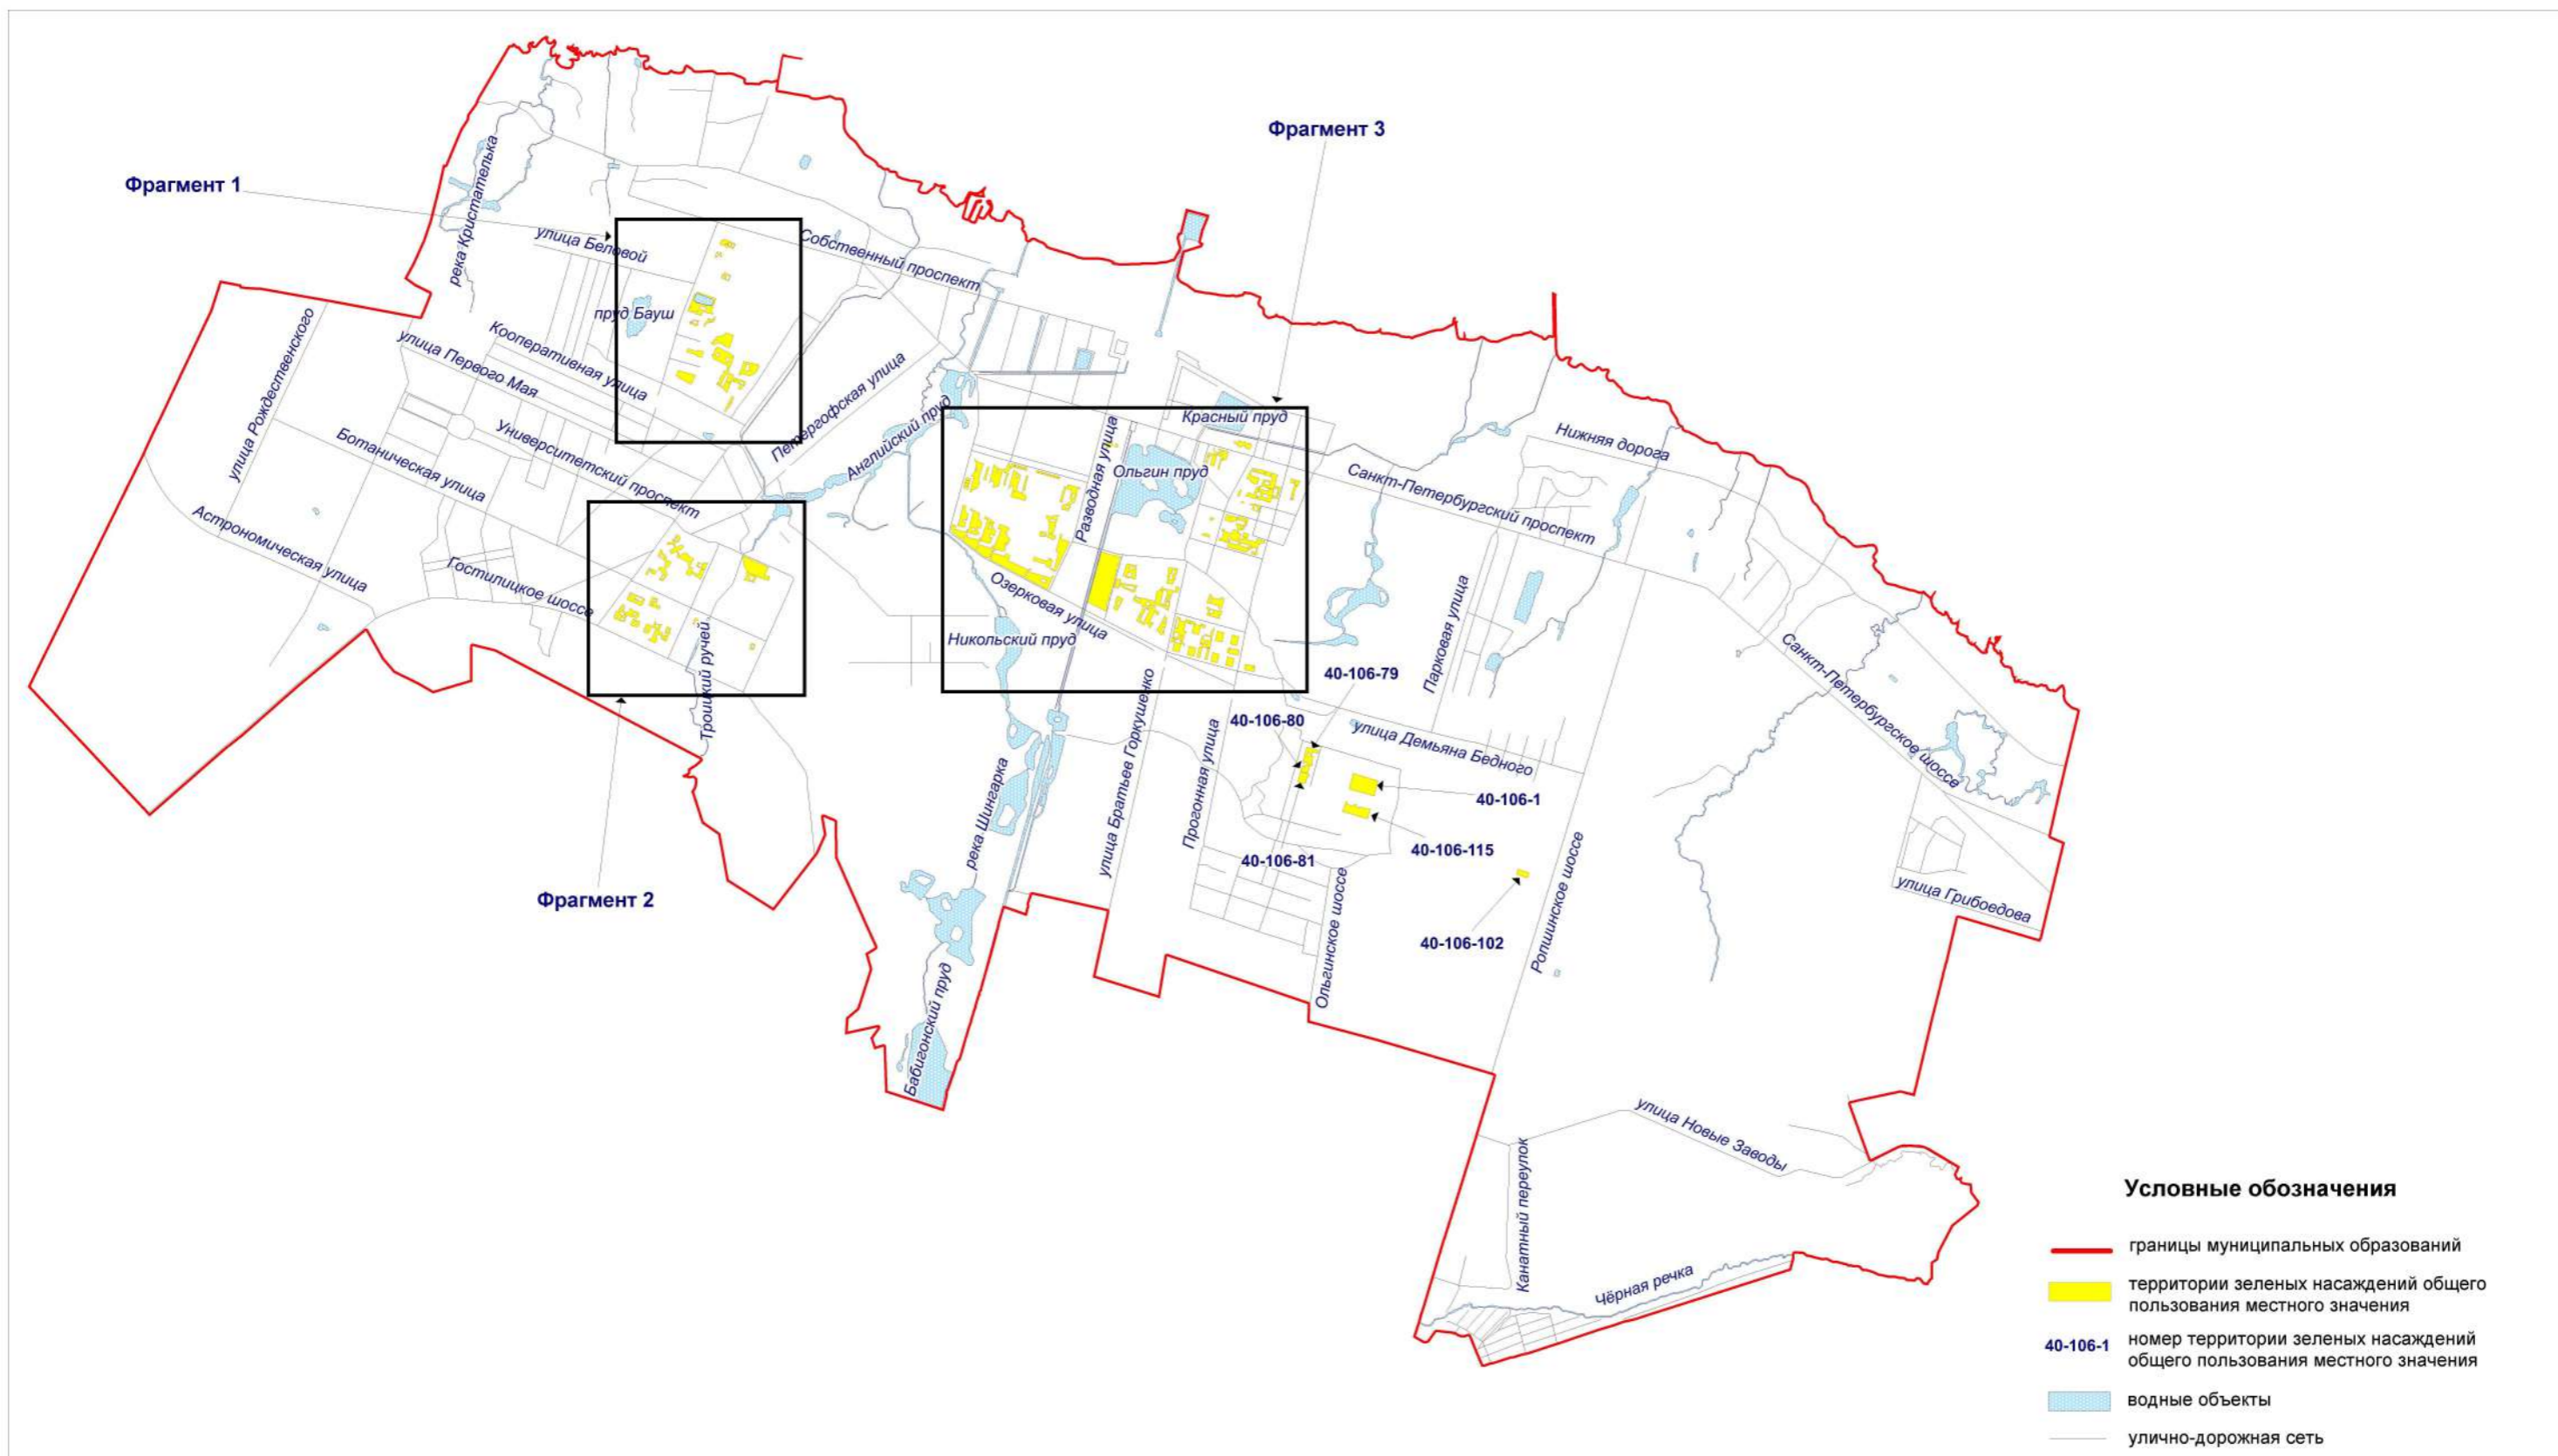 Фрагмент 3
Фрагмент 1
река Кристателька
улица Беловой
Собственный проспект
пруд Бауш
улица Рождественского
Кооперативная улица
улица Первого Мая
Петергофская улица
Английский пруд
Красный пруд
Разводная улица
Ольгин пруд
Нижняя дорога
Санкт-Петербургский проспект
Университетский проспект
Ботаническая улица
Астрономическая улица
Гостилицкое шоссе
Озерковая улица
Никольский пруд
Троицкий ручей
Парковая улица
Санкт-Петербургское шоссе
40-106-79
40-106-80
улица Демьяна Бедного
улица Братьев Горкушенко
Прогонная улица
река Шингарка
40-106-1
40-106-115
40-106-81
Фрагмент 2
Ольгинское шоссе
Ропшинское шоссе
улица Грибоедова
40-106-102
Бабигонский пруд
улица Новые Заводы
Канатный переулок
Чёрная речка
Условные обозначения
границы муниципальных образований
территории зеленых насаждений общего
пользования местного значения
40-106-1
номер территории зеленых насаждений
общего пользования местного значения
водные объекты
улично-дорожная сеть